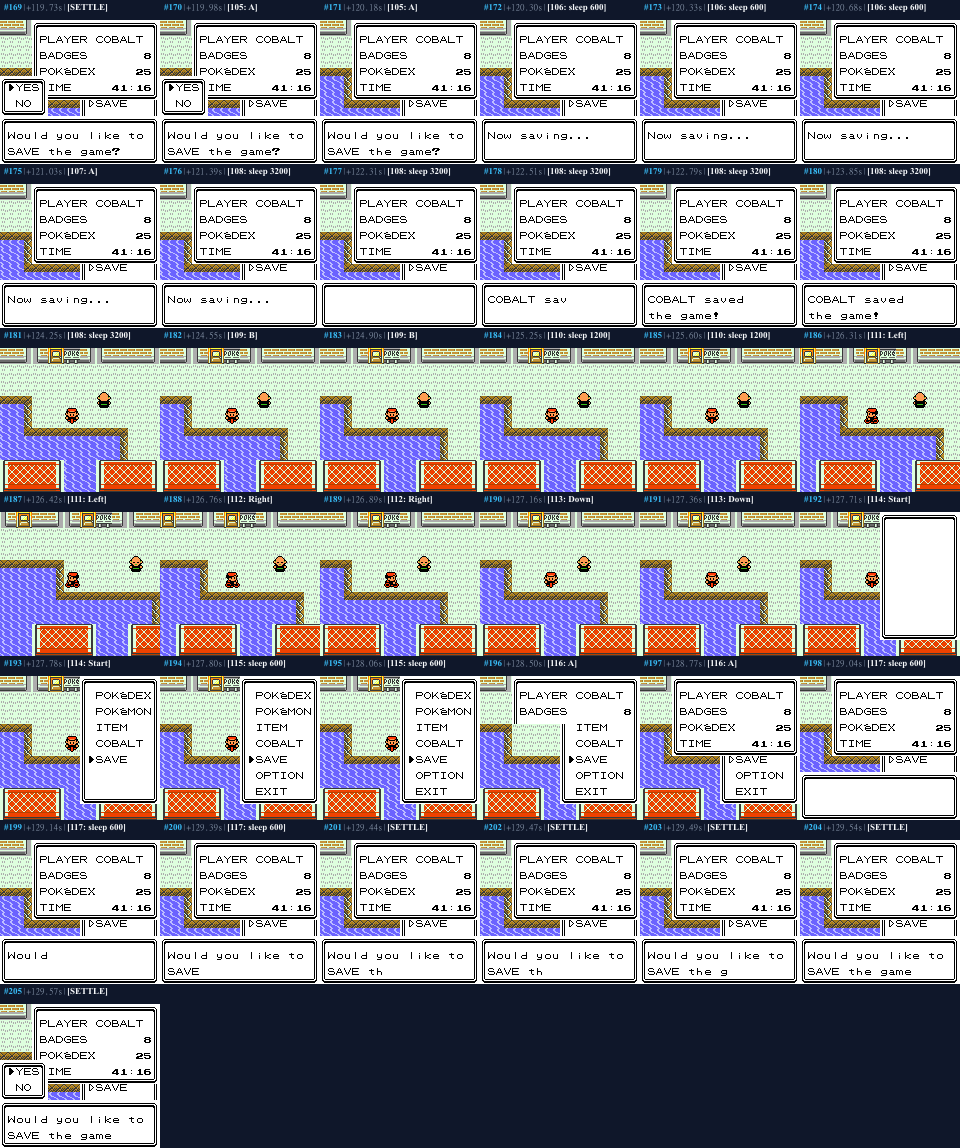 #169|+119.73s|[SETTLE]
PLAYER COBALT
BADGES 8
POKéDEX 25
▶YES IME 41:16
NO ▷SAVE
Would you like to
SAVE the game?
#170|+119.98s|[105: A]
PLAYER COBALT
BADGES 8
POKéDEX 25
▶YES IME 41:16
NO ▷SAVE
Would you like to
SAVE the game?
#171|+120.18s|[105: A]
PLAYER COBALT
BADGES 8
POKéDEX 25
TIME 41:16
▷SAVE
Would you like to
SAVE the game?
#172|+120.30s|[106: sleep 600]
PLAYER COBALT
BADGES 8
POKéDEX 25
TIME 41:16
▷SAVE
Now saving...
#173|+120.33s|[106: sleep 600]
PLAYER COBALT
BADGES 8
POKéDEX 25
TIME 41:16
▷SAVE
Now saving...
#174|+120.68s|[106: sleep 600]
PLAYER COBALT
BADGES 8
POKéDEX 25
TIME 41:16
▷SAVE
Now saving...
#175|+121.03s|[107: A]
PLAYER COBALT
BADGES 8
POKéDEX 25
TIME 41:16
▷SAVE
Now saving...
#176|+121.39s|[108: sleep 3200]
PLAYER COBALT
BADGES 8
POKéDEX 25
TIME 41:16
▷SAVE
Now saving...
#177|+122.31s|[108: sleep 3200]
PLAYER COBALT
BADGES 8
POKéDEX 25
TIME 41:16
▷SAVE
#178|+122.51s|[108: sleep 3200]
PLAYER COBALT
BADGES 8
POKéDEX 25
TIME 41:16
▷SAVE
COBALT sav
#179|+122.79s|[108: sleep 3200]
PLAYER COBALT
BADGES 8
POKéDEX 25
TIME 41:16
▷SAVE
COBALT saved
the game!
#180|+123.85s|[108: sleep 3200]
PLAYER COBALT
BADGES 8
POKéDEX 25
TIME 41:16
▷SAVE
COBALT saved
the game!
#181|+124.25s|[108: sleep 3200]
POKé
#182|+124.55s|[109: B]
POKé
#183|+124.90s|[109: B]
POKé
#184|+125.25s|[110: sleep 1200]
POKé
#185|+125.60s|[110: sleep 1200]
POKé
#186|+126.31s|[111: Left]
POKé
#187|+126.42s|[111: Left]
POKé
#188|+126.76s|[112: Right]
POKé
#189|+126.89s|[112: Right]
POKé
#190|+127.16s|[113: Down]
POKé
#191|+127.36s|[113: Down]
POKé
#192|+127.71s|[114: Start]
POK
#193|+127.78s|[114: Start]
POKéDEX
POKéMON
ITEM
COBALT
▶SAVE
OPTION
EXIT
#194|+127.80s|[115: sleep 600]
POKéDEX
POKéMON
ITEM
COBALT
▶SAVE
OPTION
EXIT
#195|+128.06s|[115: sleep 600]
POKéDEX
POKéMON
ITEM
COBALT
▶SAVE
OPTION
EXIT
#196|+128.50s|[116: A]
PLAYER COBALT
BADGES 8
ITEM
COBALT
▶SAVE
OPTION
EXIT
#197|+128.77s|[116: A]
PLAYER COBALT
BADGES 8
POKéDEX 25
TIME 41:16
▷SAVE
OPTION
EXIT
#198|+129.04s|[117: sleep 600]
PLAYER COBALT
BADGES 8
POKéDEX 25
TIME 41:16
▷SAVE
#199|+129.14s|[117: sleep 600]
PLAYER COBALT
BADGES 8
POKéDEX 25
TIME 41:16
▷SAVE
Would
#200|+129.39s|[117: sleep 600]
PLAYER COBALT
BADGES 8
POKéDEX 25
TIME 41:16
▷SAVE
Would you like to
SAVE
#201|+129.44s|[SETTLE]
PLAYER COBALT
BADGES 8
POKéDEX 25
TIME 41:16
▷SAVE
Would you like to
SAVE th
#202|+129.47s|[SETTLE]
PLAYER COBALT
BADGES 8
POKéDEX 25
TIME 41:16
▷SAVE
Would you like to
SAVE th
#203|+129.49s|[SETTLE]
PLAYER COBALT
BADGES 8
POKéDEX 25
TIME 41:16
▷SAVE
Would you like to
SAVE the g
#204|+129.54s|[SETTLE]
PLAYER COBALT
BADGES 8
POKéDEX 25
TIME 41:16
▷SAVE
Would you like to
SAVE the game
#205|+129.57s|[SETTLE]
PLAYER COBALT
BADGES 8
POKéDEX 25
▶YES IME 41:16
NO ▷SAVE
Would you like to
SAVE the game